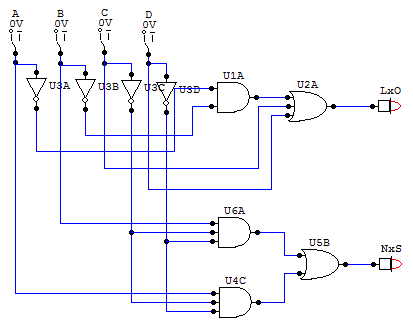 A B C D
0V 0V 0V 0V
U3A U3B U3C U3D U1A U2A LxO
U6A U5B NxS
U4C